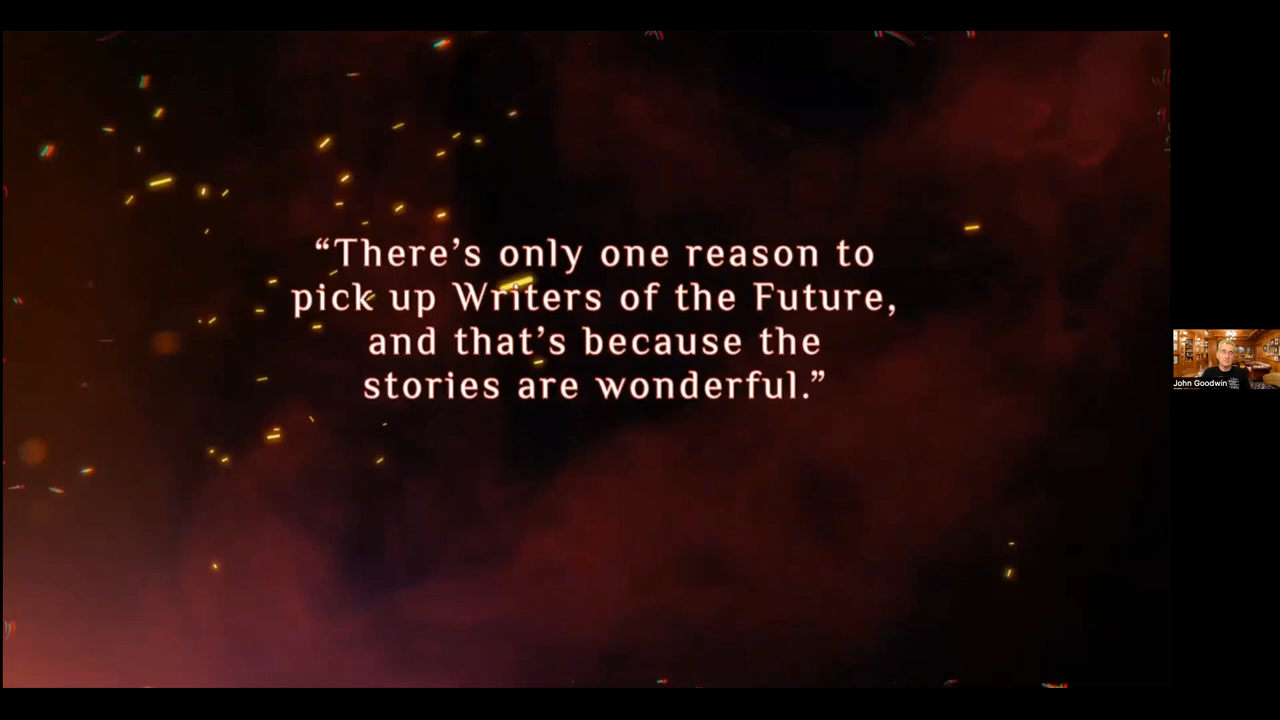 “There’s only one reason to
pick up Writers of the Future,
and that’s because the
stories are wonderful.”
John Goodwin